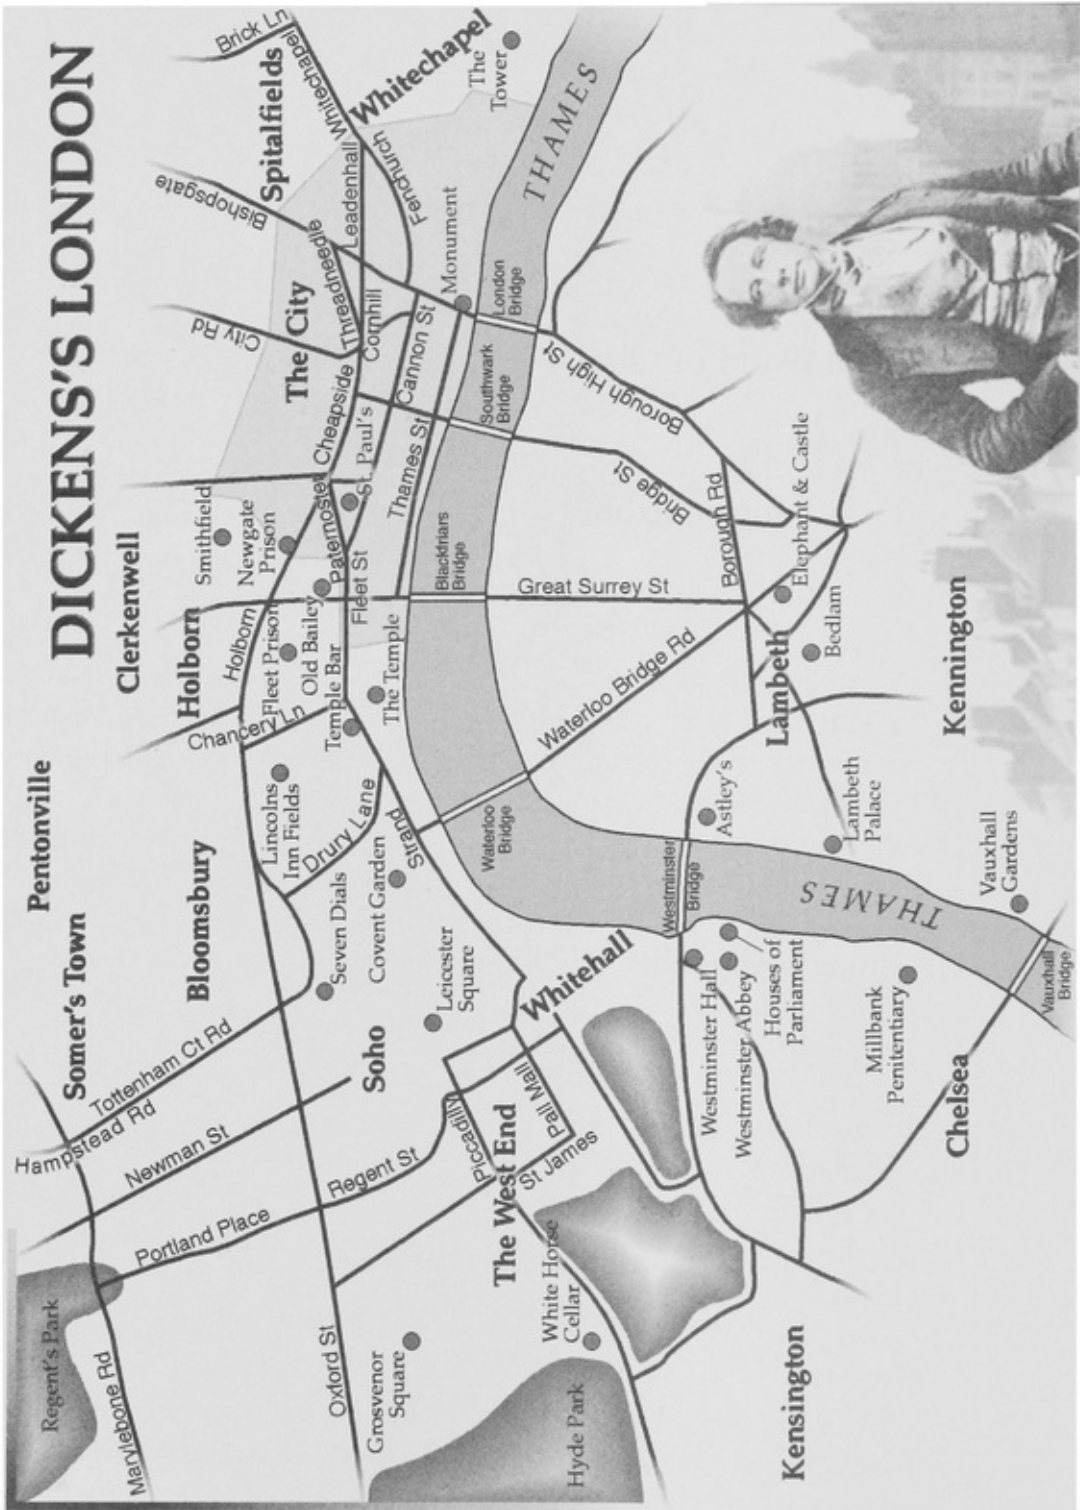 DICKENS'S LONDON
Pentonville
Somer's Town
Clerkenwell
Holborn
Bloomsbury
Spitalfields
Whitechapel
The City
Soho
The West End
Whitehall
Lambeth
Kennington
Chelsea
Kensington
Regent's Park
Marylebone Rd
Hampstead Rd
Tottenham Ct Rd
Newman St
Portland Place
Regent St
Oxford St
Grosvenor
Square
White Horse
Cellar
Hyde Park
Piccadilly
St James
Pall Mall
Leicester
Square
Seven Dials
Covent Garden
Strand
Drury Lane
Lincolns
Inn Fields
Chancery Ln
Temple Bar
The Temple
Holborn
Fleet Prison
Old Bailey
Fleet St
Smithfield
Newgate
Prison
Paternoster
St. Paul's
Cheapside
Thames St
Cannon St
Cornhill
Threadneedle
City Rd
Bishopsgate
Leadenhall
Fenchurch
Whitechapel
Brick Ln
Monument
The
Tower
THAMES
London
Bridge
Southwark
Bridge
Blackfriars
Bridge
Waterloo
Bridge
Westminster
Bridge
Vauxhall
Bridge
THAMES
Borough High St
Bridge St
Borough Rd
Great Surrey St
Waterloo Bridge Rd
Elephant & Castle
Bedlam
Astley's
Lambeth
Palace
Vauxhall
Gardens
Westminster Hall
Westminster Abbey
Houses of
Parliament
Millbank
Penitentiary